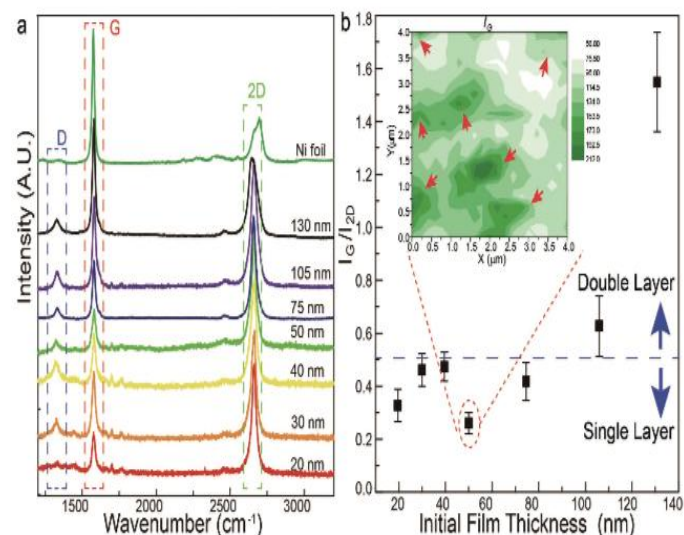 a
G
2D
D
Ni foil
130 nm
105 nm
75 nm
50 nm
40 nm
30 nm
20 nm
Intensity (A.U.)
1500 2000 2500 3000
Wavenumber (cm⁻¹)
b
I_G
4.0
3.5
3.0
2.5
2.0
1.5
1.0
0.5
0.0
Y(μm)
0.0 0.5 1.0 1.5 2.0 2.5 3.0 3.5 4.0
X (μm)
1.8
1.6
1.4
1.2
1.0
0.8
0.6
0.4
0.2
0.0
I_G/I_2D
Double Layer
Single Layer
0 20 40 60 80 100 120 140
Initial Film Thickness (nm)